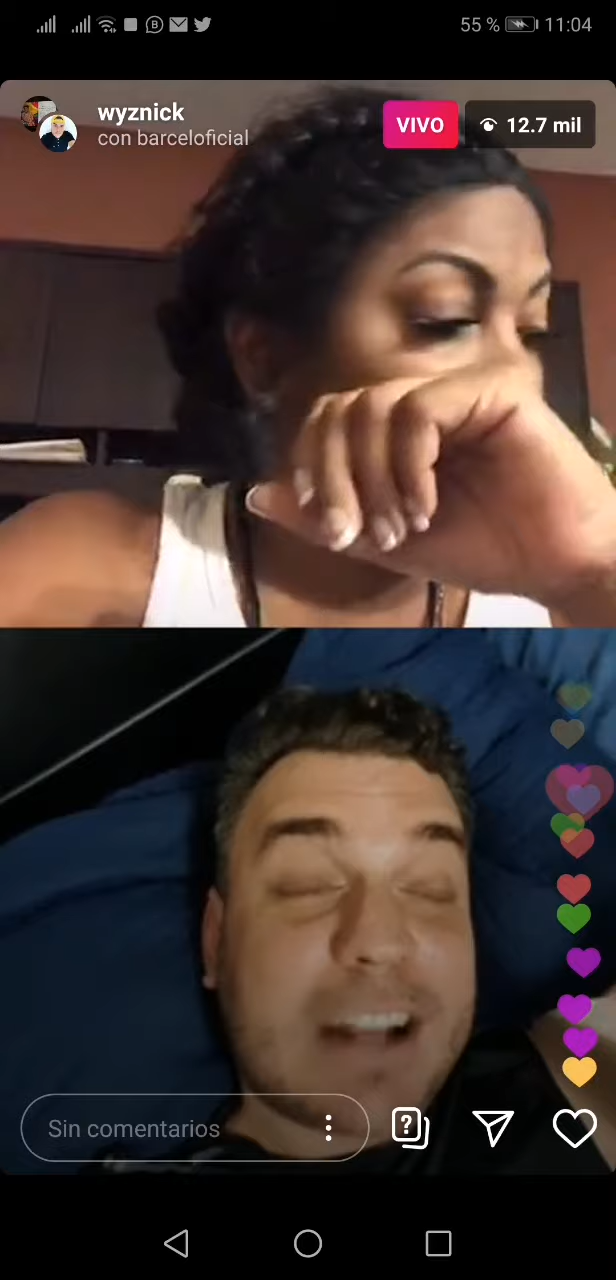 55 % 11:04
wyznick
con barceloficial
VIVO
12.7 mil
Sin comentarios